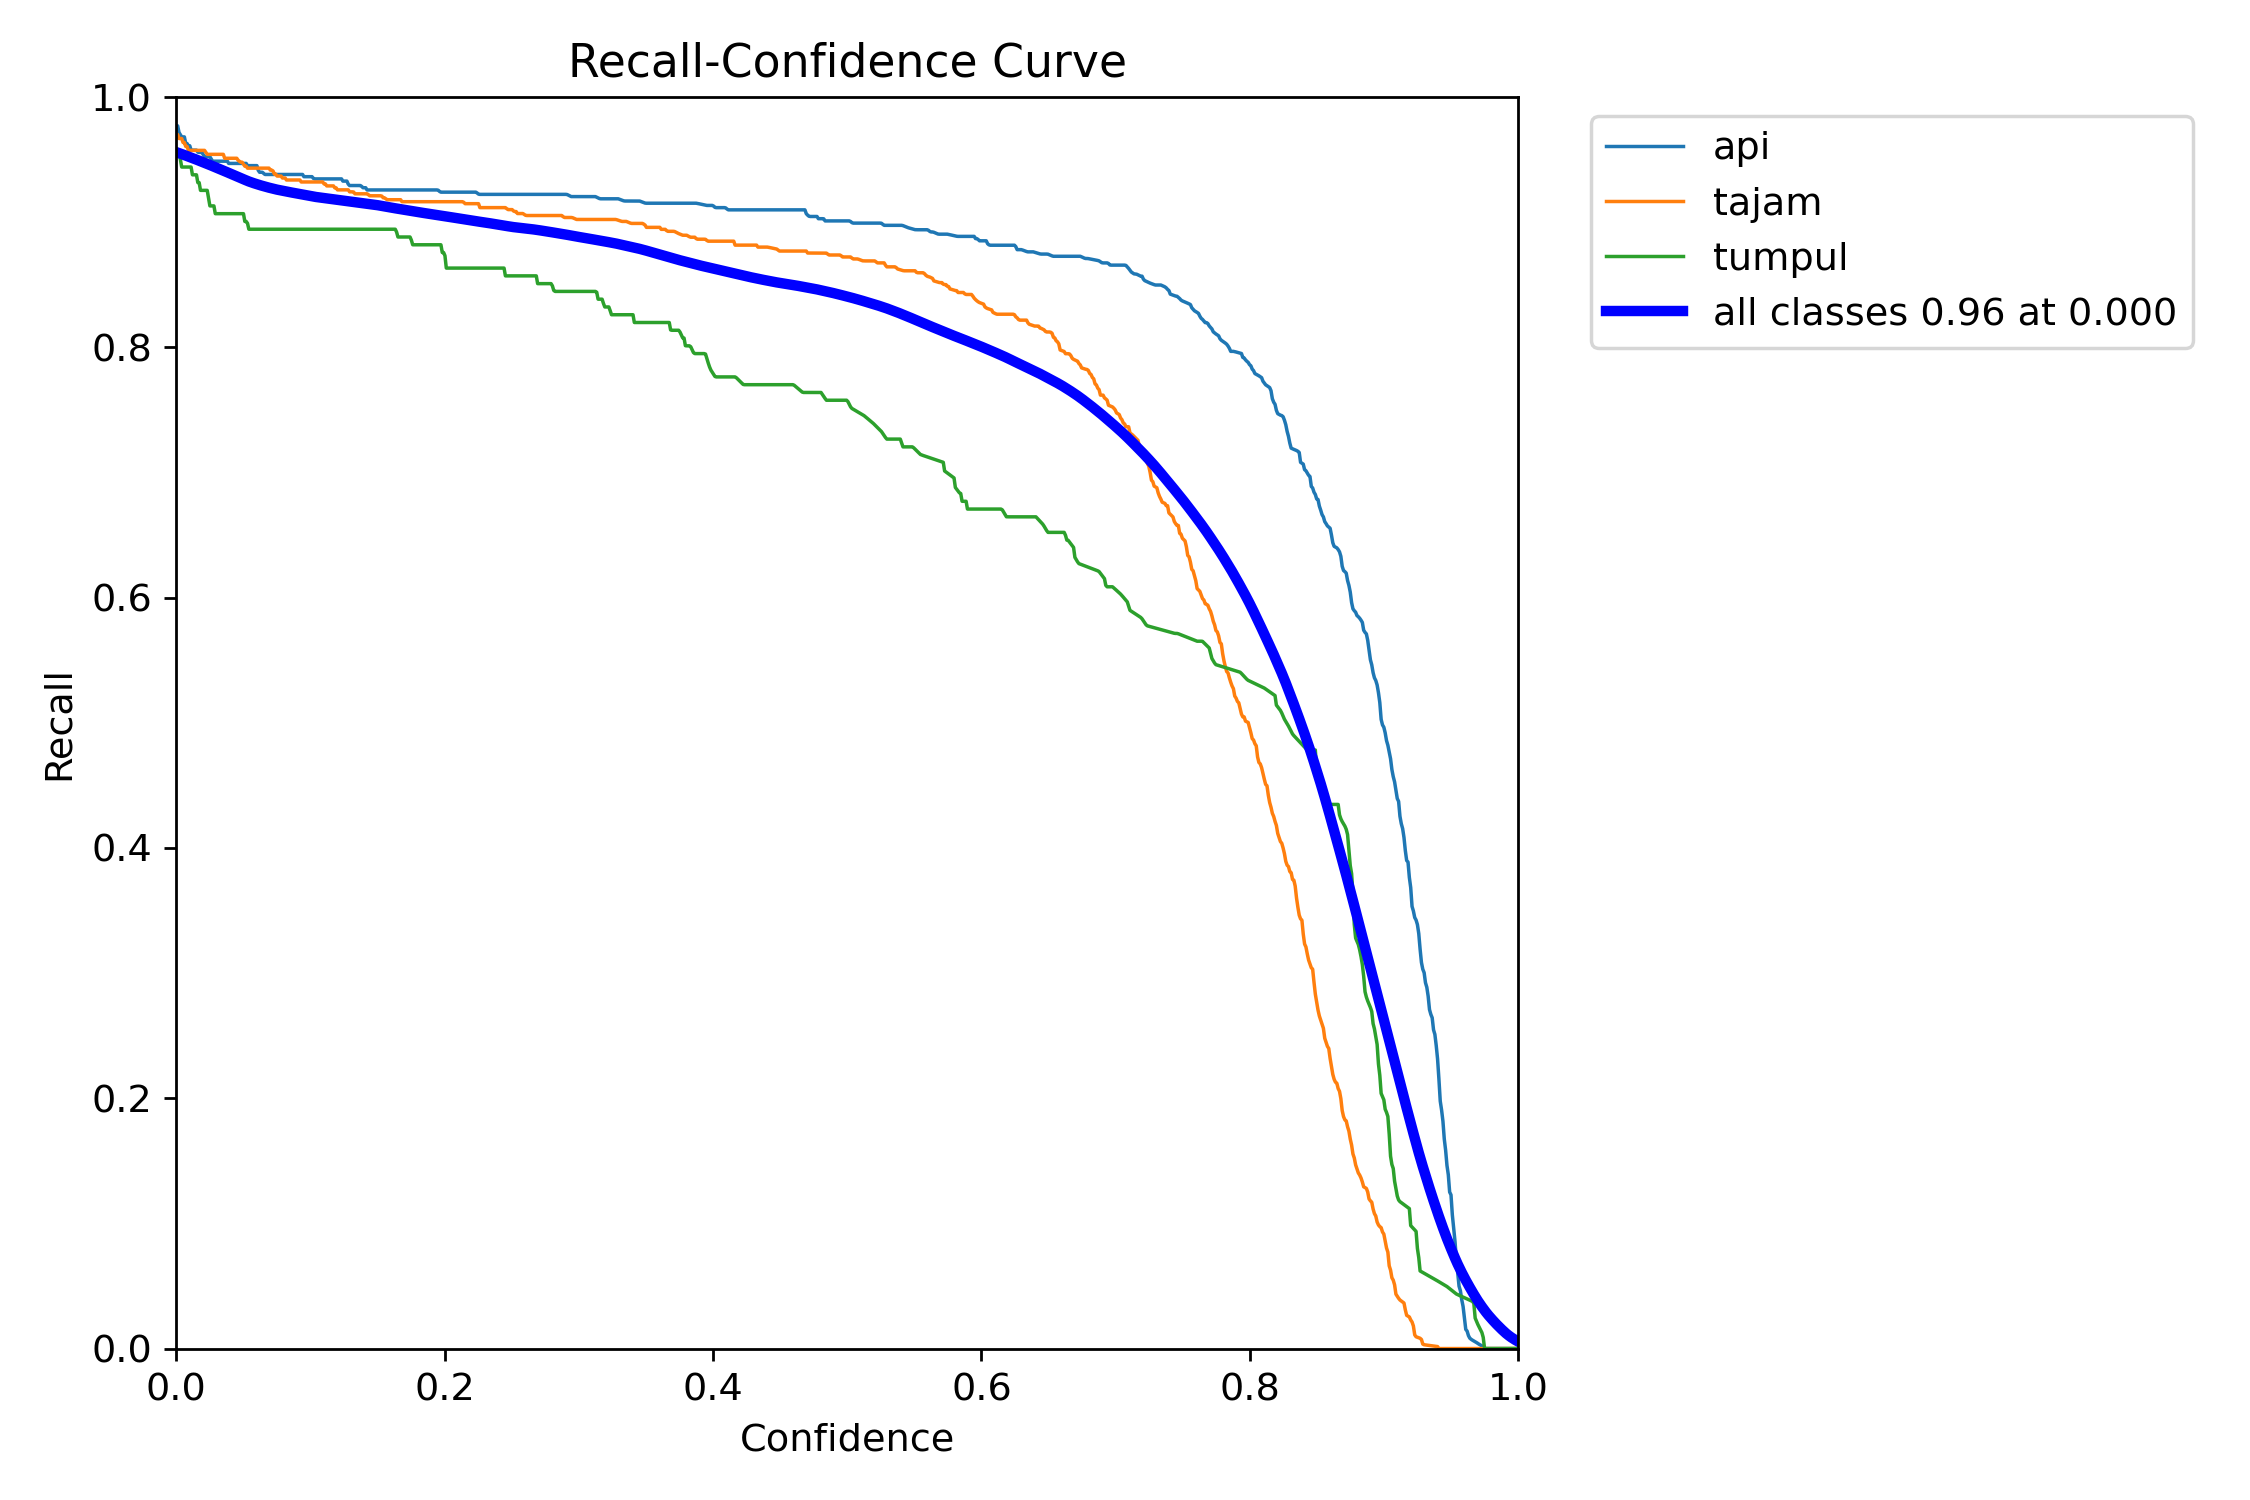 Recall-Confidence Curve
1.0
0.8
0.6
0.4
0.2
0.0
Recall
0.0 0.2 0.4 0.6 0.8 1.0
Confidence
api
tajam
tumpul
all classes 0.96 at 0.000